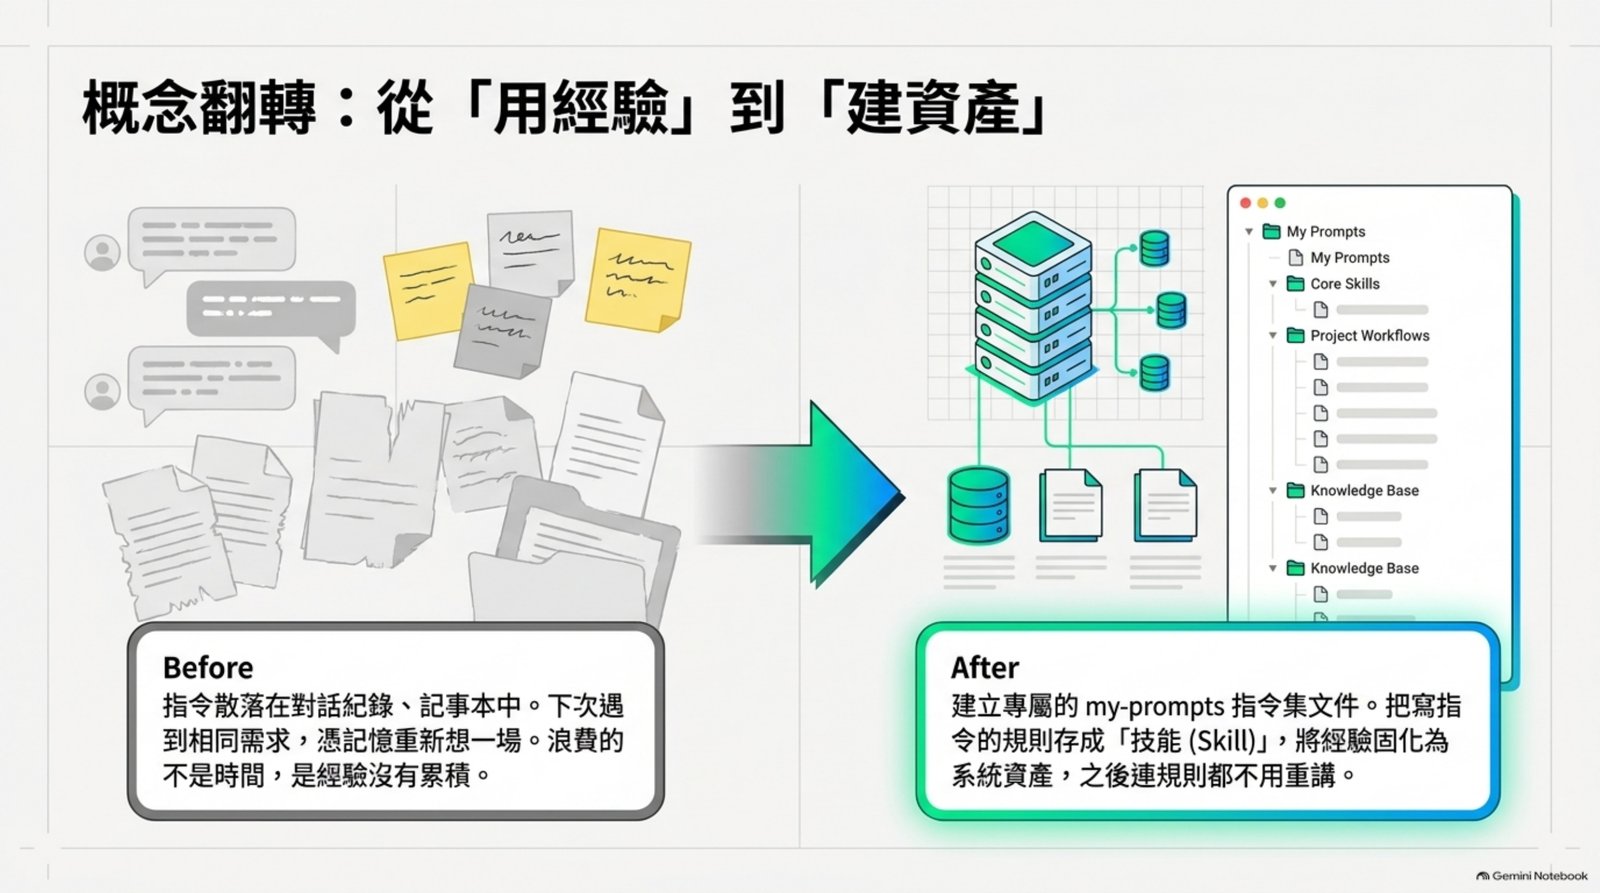 概念翻轉：從「用經驗」到「建資產」
My Prompts
My Prompts
Core Skills
Project Workflows
Knowledge Base
Knowledge Base
Before
指令散落在對話紀錄、記事本中。下次遇
到相同需求，憑記憶重新想一場。浪費的
不是時間，是經驗沒有累積。
After
建立專屬的 my-prompts 指令集文件。把寫指
令的規則存成「技能 (Skill)」，將經驗固化為
系統資產，之後連規則都不用重講。
Gemini Notebook